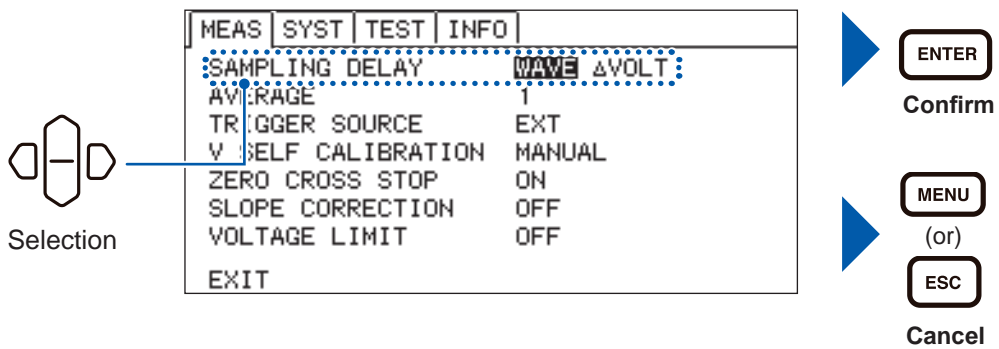 MEAS SYST TEST INFO
SAMPLING DELAY WAVE ΔVOLT
AVERAGE 1
TRIGGER SOURCE EXT
V SELF CALIBRATION MANUAL
ZERO CROSS STOP ON
SLOPE CORRECTION OFF
VOLTAGE LIMIT OFF
EXIT
Selection
ENTER
Confirm
MENU
(or)
ESC
Cancel